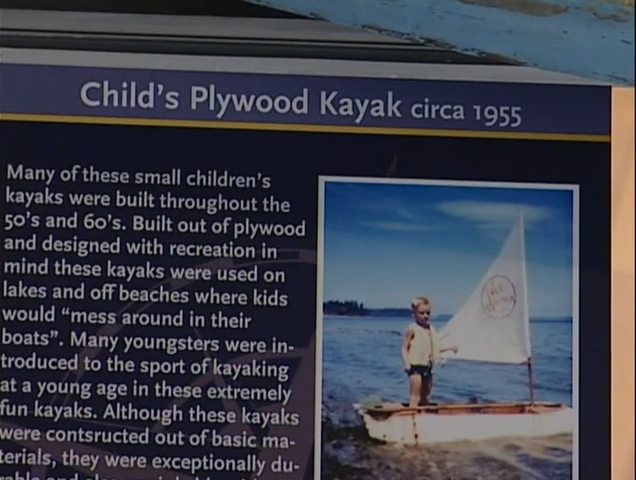 Child's Plywood Kayak circa 1955
Many of these small children's
kayaks were built throughout the
50's and 60's. Built out of plywood
and designed with recreation in
mind these kayaks were used on
lakes and off beaches where kids
would "mess around in their
boats". Many youngsters were in-
troduced to the sport of kayaking
at a young age in these extremely
fun kayaks. Although these kayaks
were contsructed out of basic ma-
terials, they were exceptionally du-